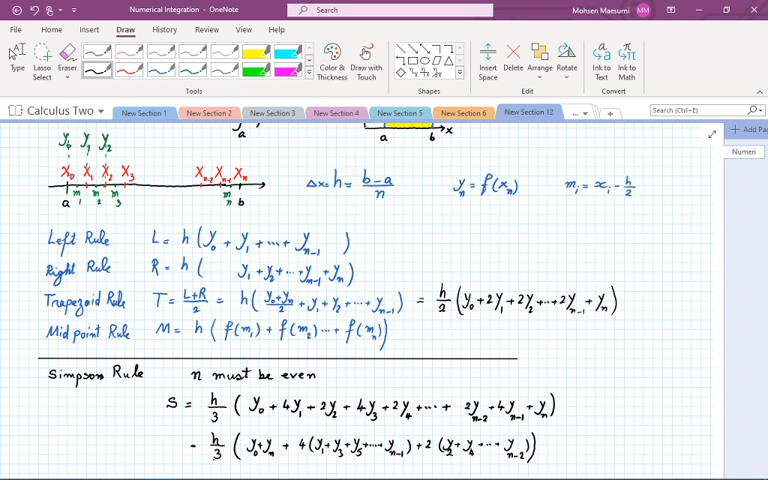 Numerical Integration - OneNote
Search
Mohsen Maesumi
MM
File Home Insert Draw History Review View Help
Type
Lasso Select
Eraser
Color & Thickness
Draw with Touch
Insert Space
Delete
Arrange
Rotate
Ink to Text
Ink to Math
Tools
Shapes
Edit
Convert
Calculus Two
New Section 1 New Section 2 New Section 3 New Section 4 New Section 5 New Section 6 New Section 12 ... +
Search (Ctrl+E)
Add Pag
Numeri
a
a b x
y₀ y₁ y₂
x₀ x₁ x₂ x₃ xₙ₋₂ xₙ₋₁ xₙ
a m₁ m₂ m₃ mₙ b
Δx = h = (b-a)/n yₙ = f(xₙ) mᵢ = xᵢ - h/2
Left Rule L = h (y₀ + y₁ + ... + yₙ₋₁ )
Right Rule R = h ( y₁ + y₂ + ... + yₙ₋₁ + yₙ)
Trapezoid Rule T = (L+R)/2 = h ( (y₀+yₙ)/2 + y₁ + y₂ + ... + yₙ₋₁ ) = h/2 (y₀ + 2y₁ + 2y₂ + ... + 2yₙ₋₁ + yₙ)
Midpoint Rule M = h ( f(m₁) + f(m₂) ... + f(mₙ) )
Simpson Rule n must be even
S = h/3 ( y₀ + 4y₁ + 2y₂ + 4y₃ + 2y₄ + ... + 2yₙ₋₂ + 4yₙ₋₁ + yₙ )
- h/3 ( y₀+yₙ + 4 (y₁+y₃+y₅+...+yₙ₋₁) + 2 (y₂+y₄+...+yₙ₋₂) )